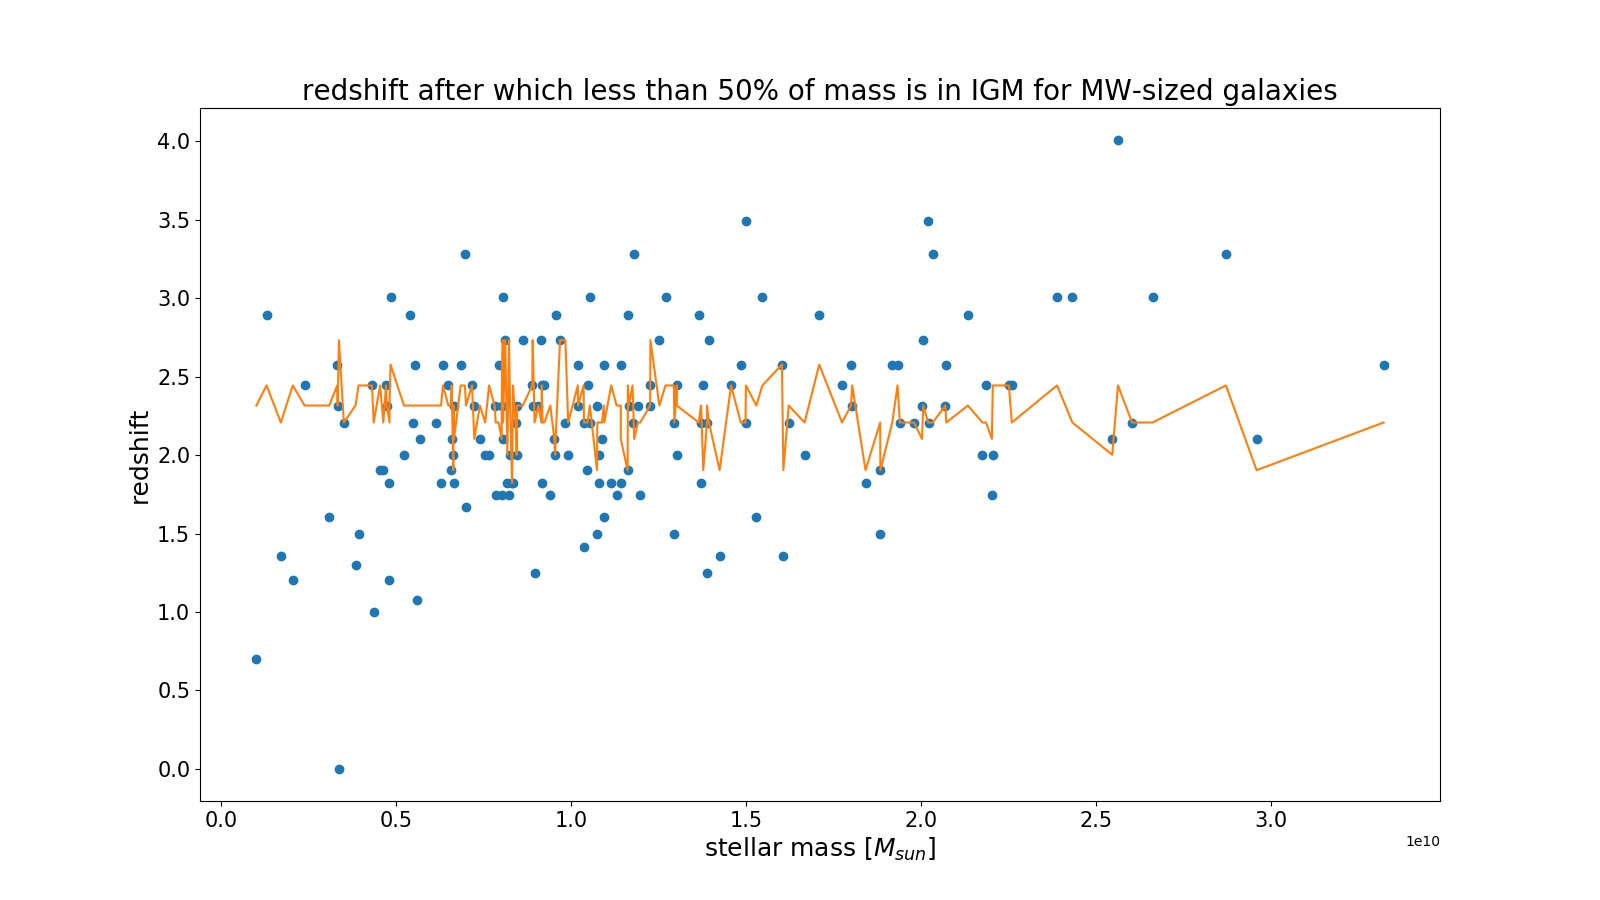 redshift after which less than 50% of mass is in IGM for MW-sized galaxies
4.0
3.5
3.0
2.5
2.0
1.5
1.0
0.5
0.0
redshift
0.0 0.5 1.0 1.5 2.0 2.5 3.0
1e10
stellar mass [M_sun]